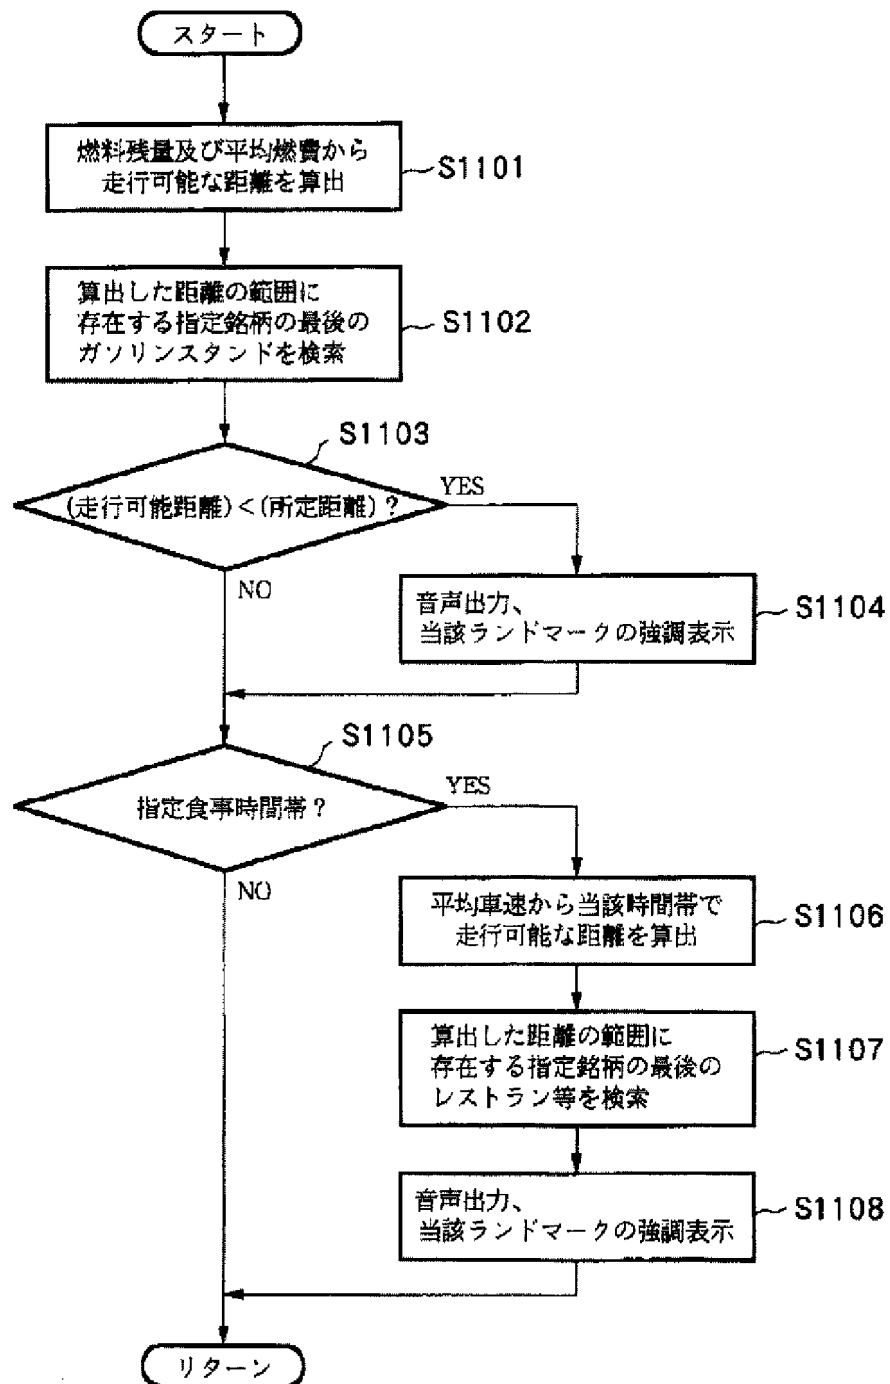 スタート
燃料残量及び平均燃費から
走行可能な距離を算出
S1101
算出した距離の範囲に
存在する指定銘柄の最後の
ガソリンスタンドを検索
S1102
S1103
(走行可能距離)<(所定距離)?
YES
NO
音声出力、
当該ランドマークの強調表示
S1104
S1105
指定食事時間帯?
YES
NO
平均車速から当該時間帯で
走行可能な距離を算出
S1106
算出した距離の範囲に
存在する指定銘柄の最後の
レストラン等を検索
S1107
音声出力、
当該ランドマークの強調表示
S1108
リターン